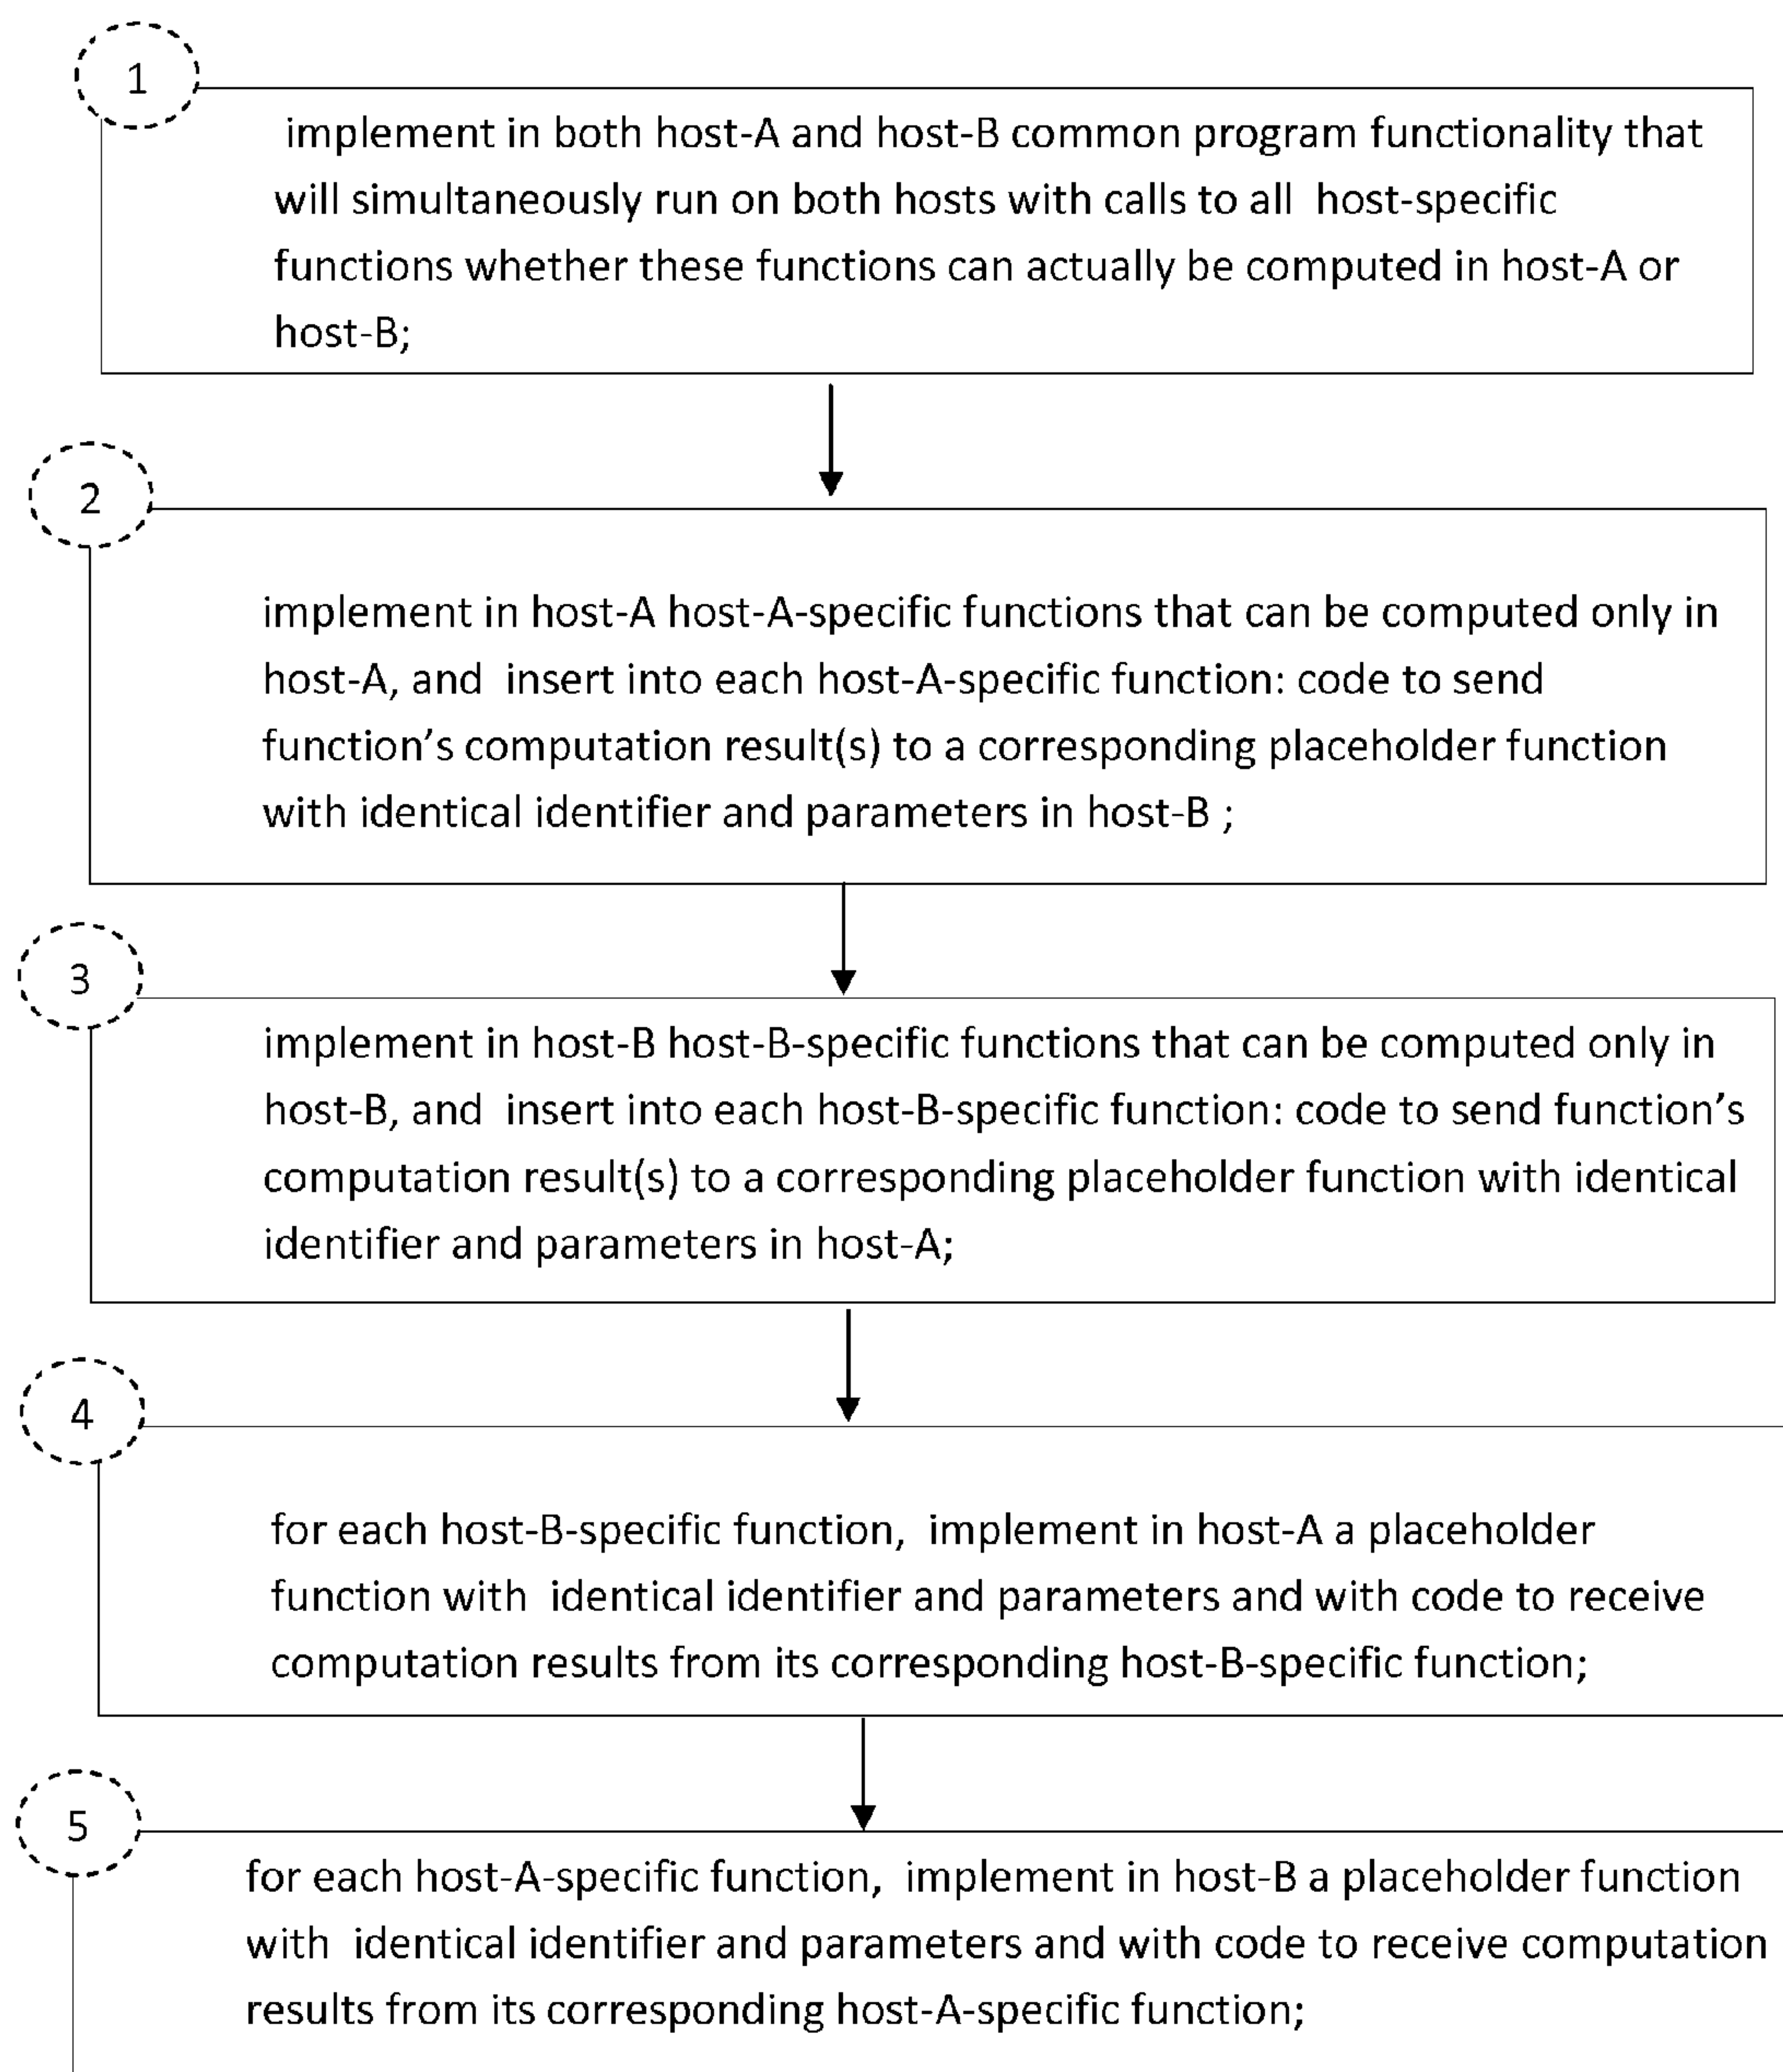 1
implement in both host-A and host-B common program functionality that
will simultaneously run on both hosts with calls to all host-specific
functions whether these functions can actually be computed in host-A or
host-B;
2
implement in host-A host-A-specific functions that can be computed only in
host-A, and insert into each host-A-specific function: code to send
function’s computation result(s) to a corresponding placeholder function
with identical identifier and parameters in host-B ;
3
implement in host-B host-B-specific functions that can be computed only in
host-B, and insert into each host-B-specific function: code to send function’s
computation result(s) to a corresponding placeholder function with identical
identifier and parameters in host-A;
4
for each host-B-specific function, implement in host-A a placeholder
function with identical identifier and parameters and with code to receive
computation results from its corresponding host-B-specific function;
5
for each host-A-specific function, implement in host-B a placeholder function
with identical identifier and parameters and with code to receive computation
results from its corresponding host-A-specific function;